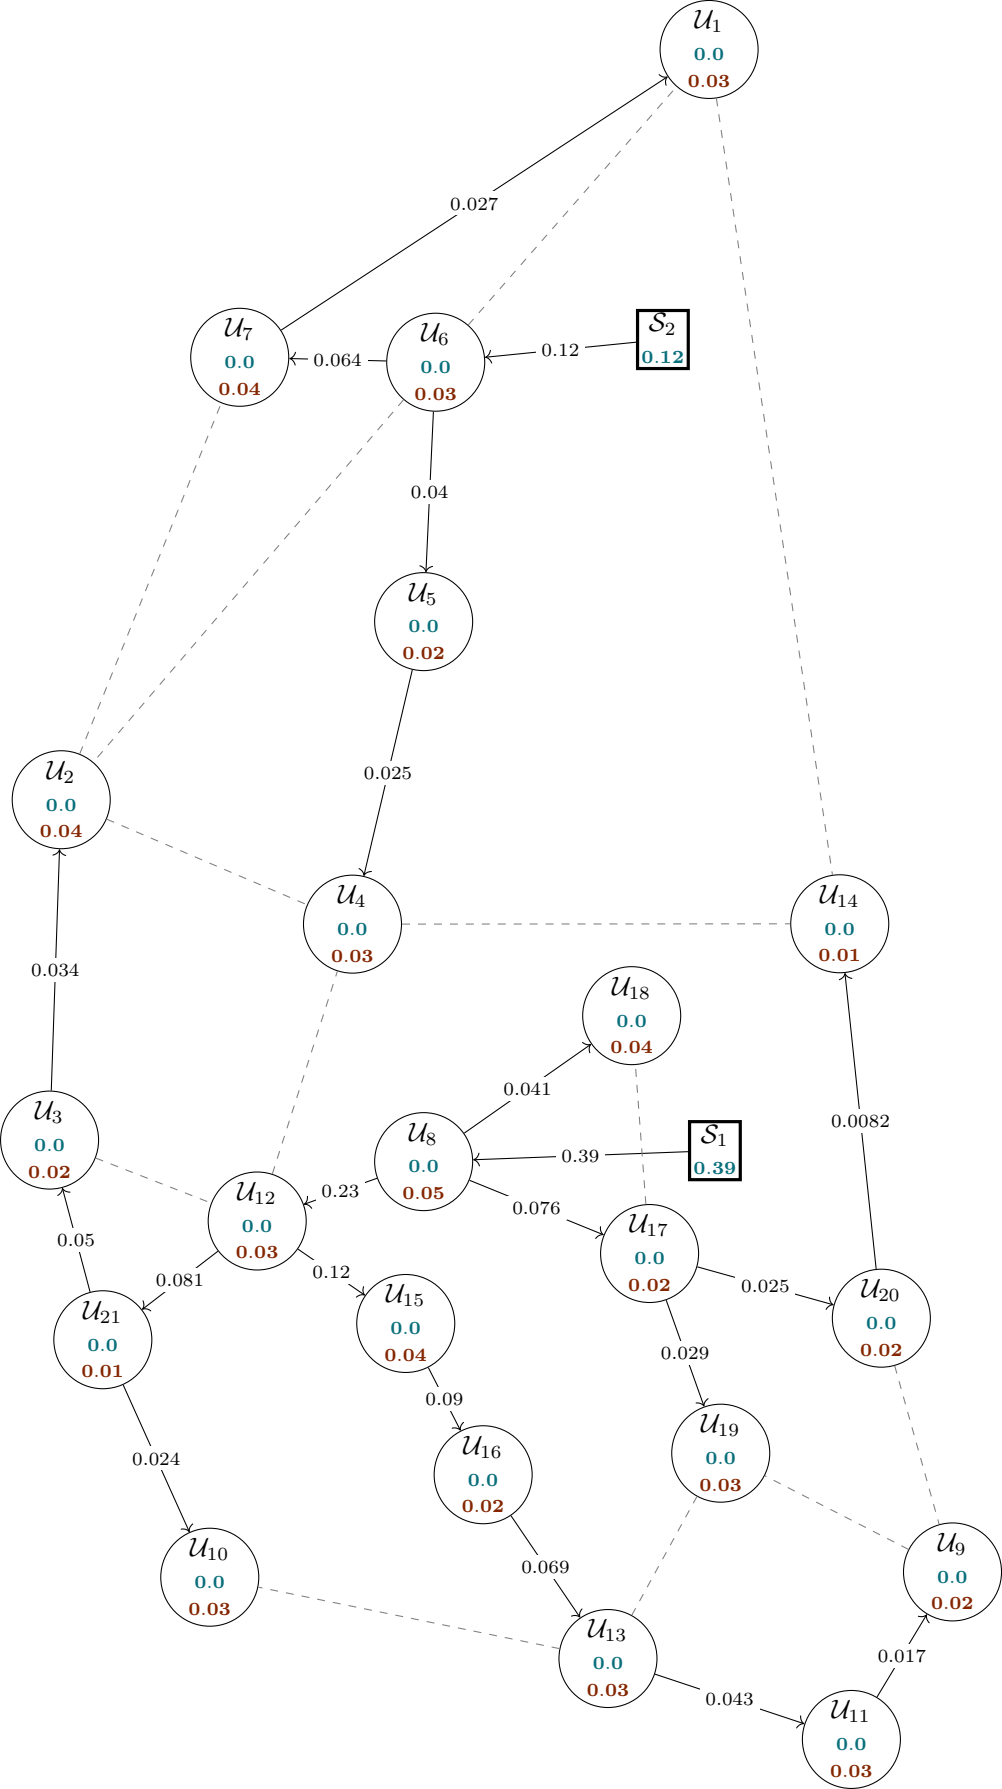 𝒰₁
0.0
0.03
0.027
𝒰₇
0.0
0.04
0.064
𝒰₆
0.0
0.03
0.12
𝒮₂
0.12
0.04
𝒰₅
0.0
0.02
0.025
𝒰₂
0.0
0.04
𝒰₄
0.0
0.03
𝒰₁₄
0.0
0.01
0.034
𝒰₁₈
0.0
0.04
0.041
0.0082
𝒰₃
0.0
0.02
𝒰₈
0.0
0.05
0.39
𝒮₁
0.39
𝒰₁₂
0.0
0.03
0.23
0.076
𝒰₁₇
0.0
0.02
0.05
0.081
0.12
0.025
𝒰₂₁
0.0
0.01
𝒰₁₅
0.0
0.04
𝒰₂₀
0.0
0.02
0.029
0.09
0.024
𝒰₁₆
0.0
0.02
𝒰₁₉
0.0
0.03
𝒰₁₀
0.0
0.03
0.069
𝒰₉
0.0
0.02
𝒰₁₃
0.0
0.03
0.017
0.043
𝒰₁₁
0.0
0.03